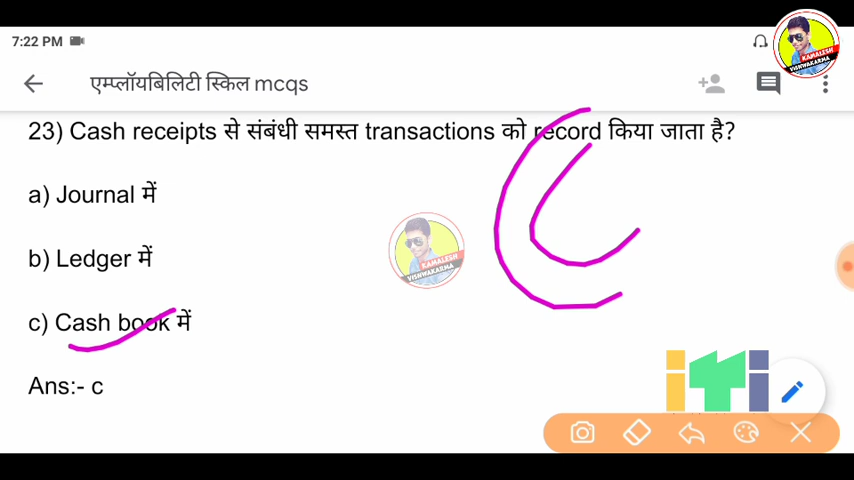 7:22 PM
एम्प्लॉयबिलिटी स्किल mcqs
KAMALESH
VISHWAKARMA
23) Cash receipts से संबंधी समस्त transactions को record किया जाता है?
a) Journal में
b) Ledger में
KAMALESH
VISHWAKARMA
c) Cash book में
Ans:- c
iTi